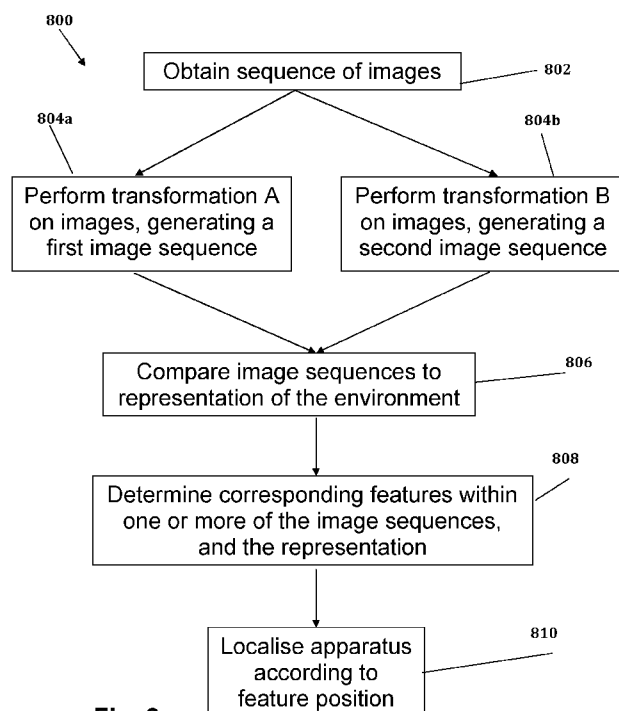 800
Obtain sequence of images
802
804a
804b
Perform transformation A
on images, generating a
first image sequence
Perform transformation B
on images, generating a
second image sequence
Compare image sequences to
representation of the environment
806
808
Determine corresponding features within
one or more of the image sequences,
and the representation
810
Localise apparatus
according to
feature position